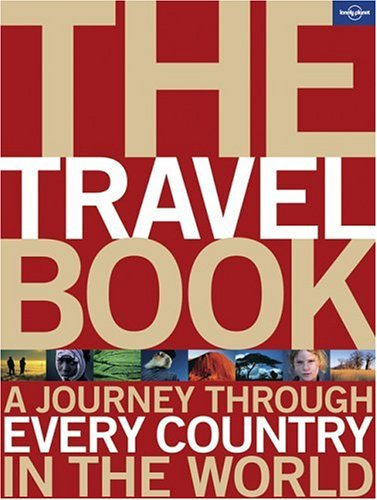 lonely planet
THE
TRAVEL
BOOK
A JOURNEY THROUGH
EVERY COUNTRY
IN THE WORLD